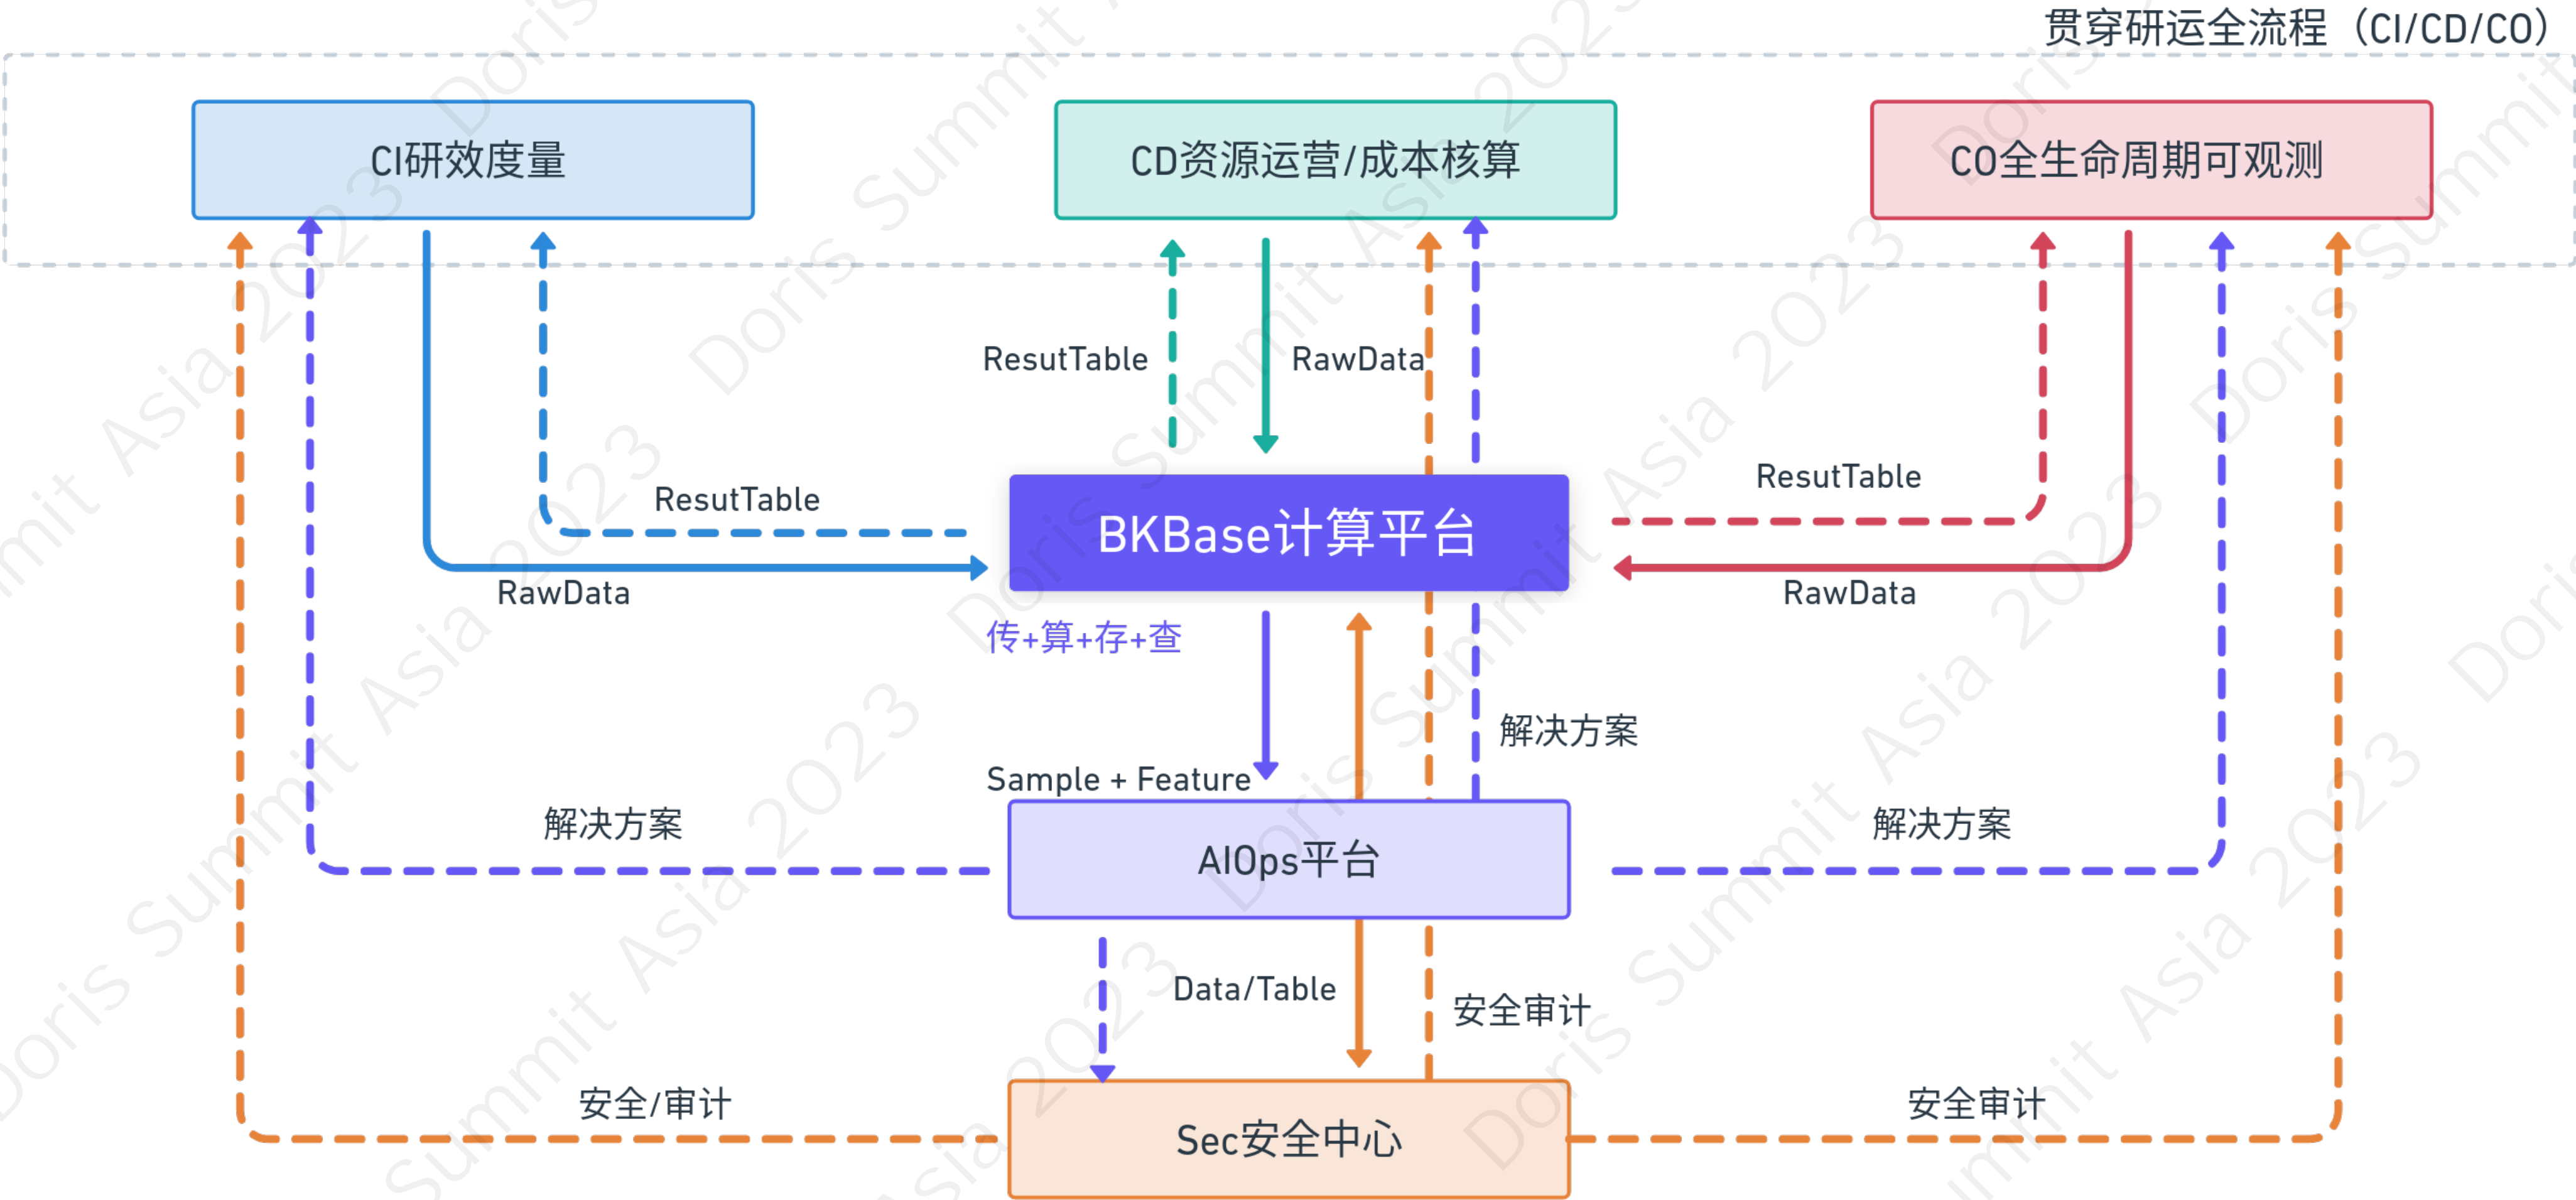 贯穿研运全流程（CI/CD/CO）
CI研效度量
CD资源运营/成本核算
CO全生命周期可观测
ResutTable
RawData
ResutTable
ResutTable
BKBase计算平台
RawData
RawData
传+算+存+查
解决方案
Sample + Feature
解决方案
解决方案
AIOps平台
Data/Table
安全审计
安全/审计
安全审计
Sec安全中心
Doris Summit Asia 2023